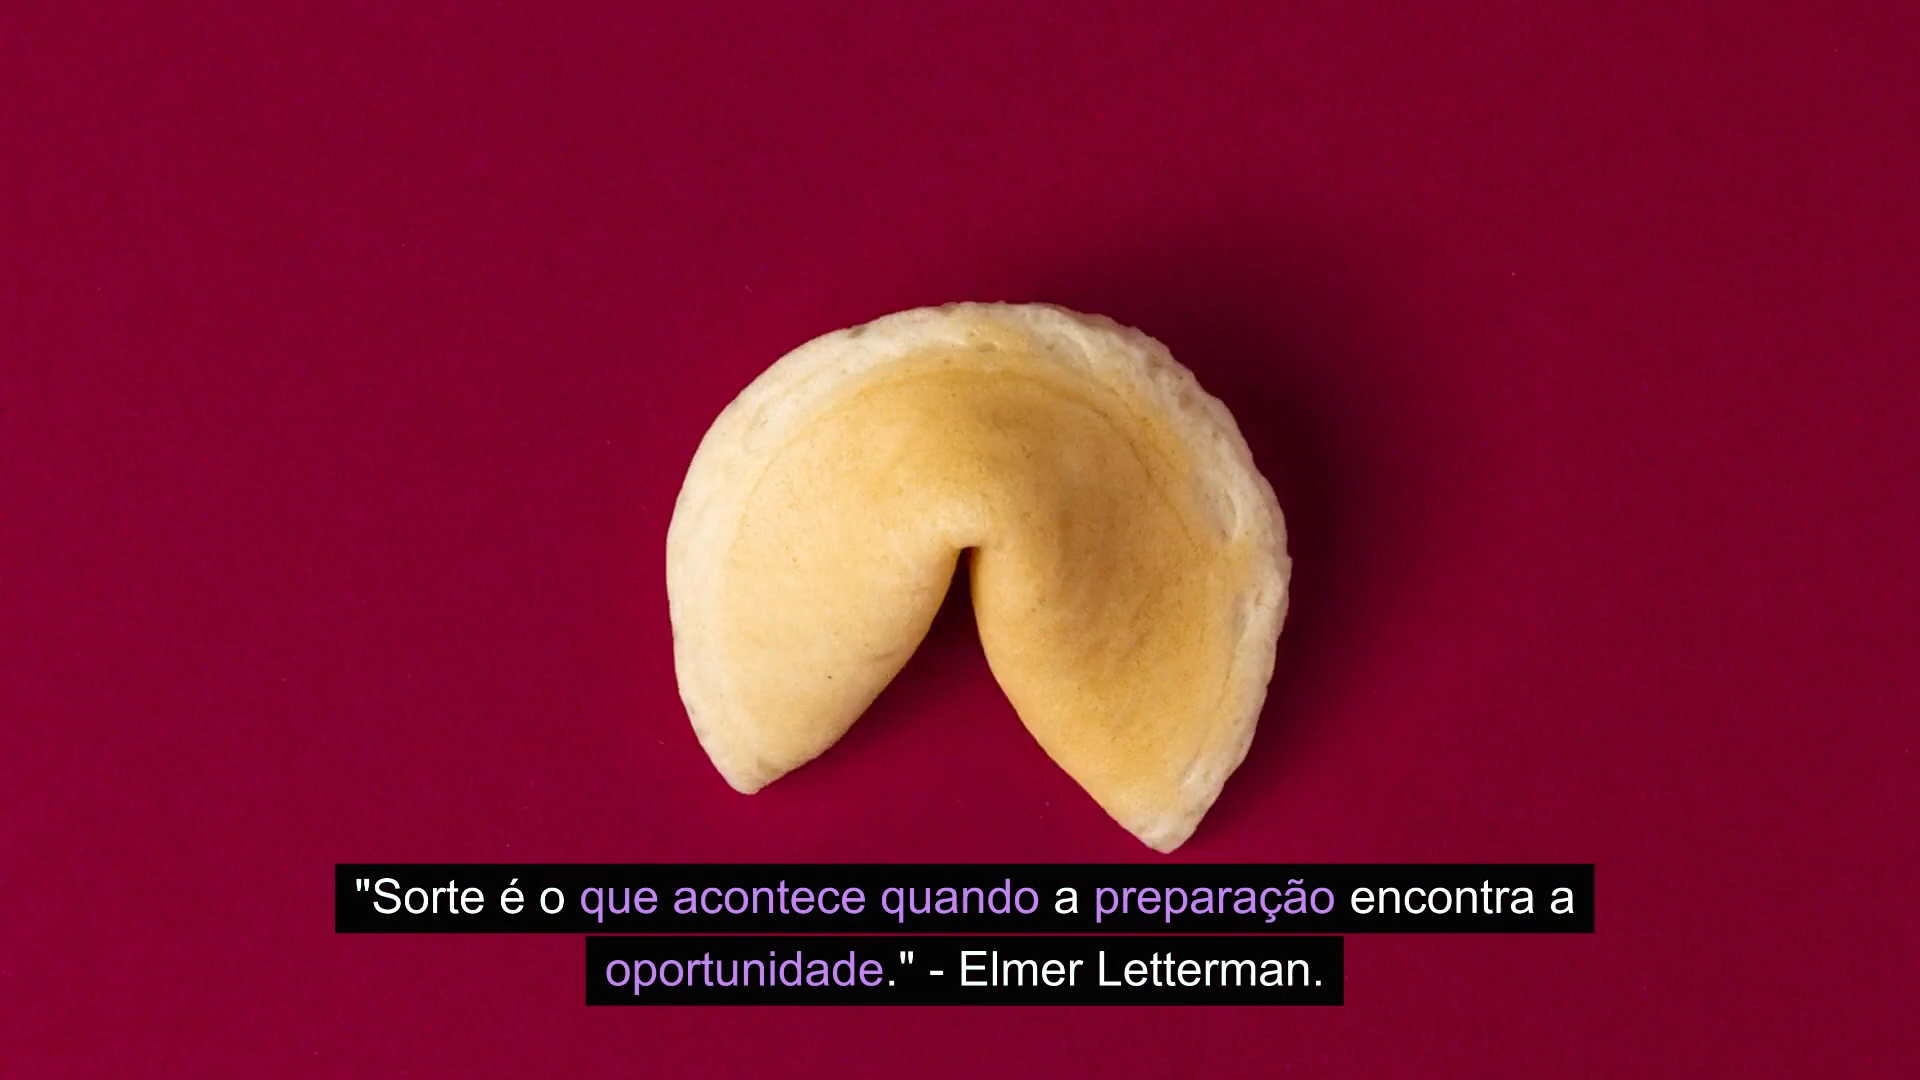 "Sorte é o que acontece quando a preparação encontra a
oportunidade." - Elmer Letterman.